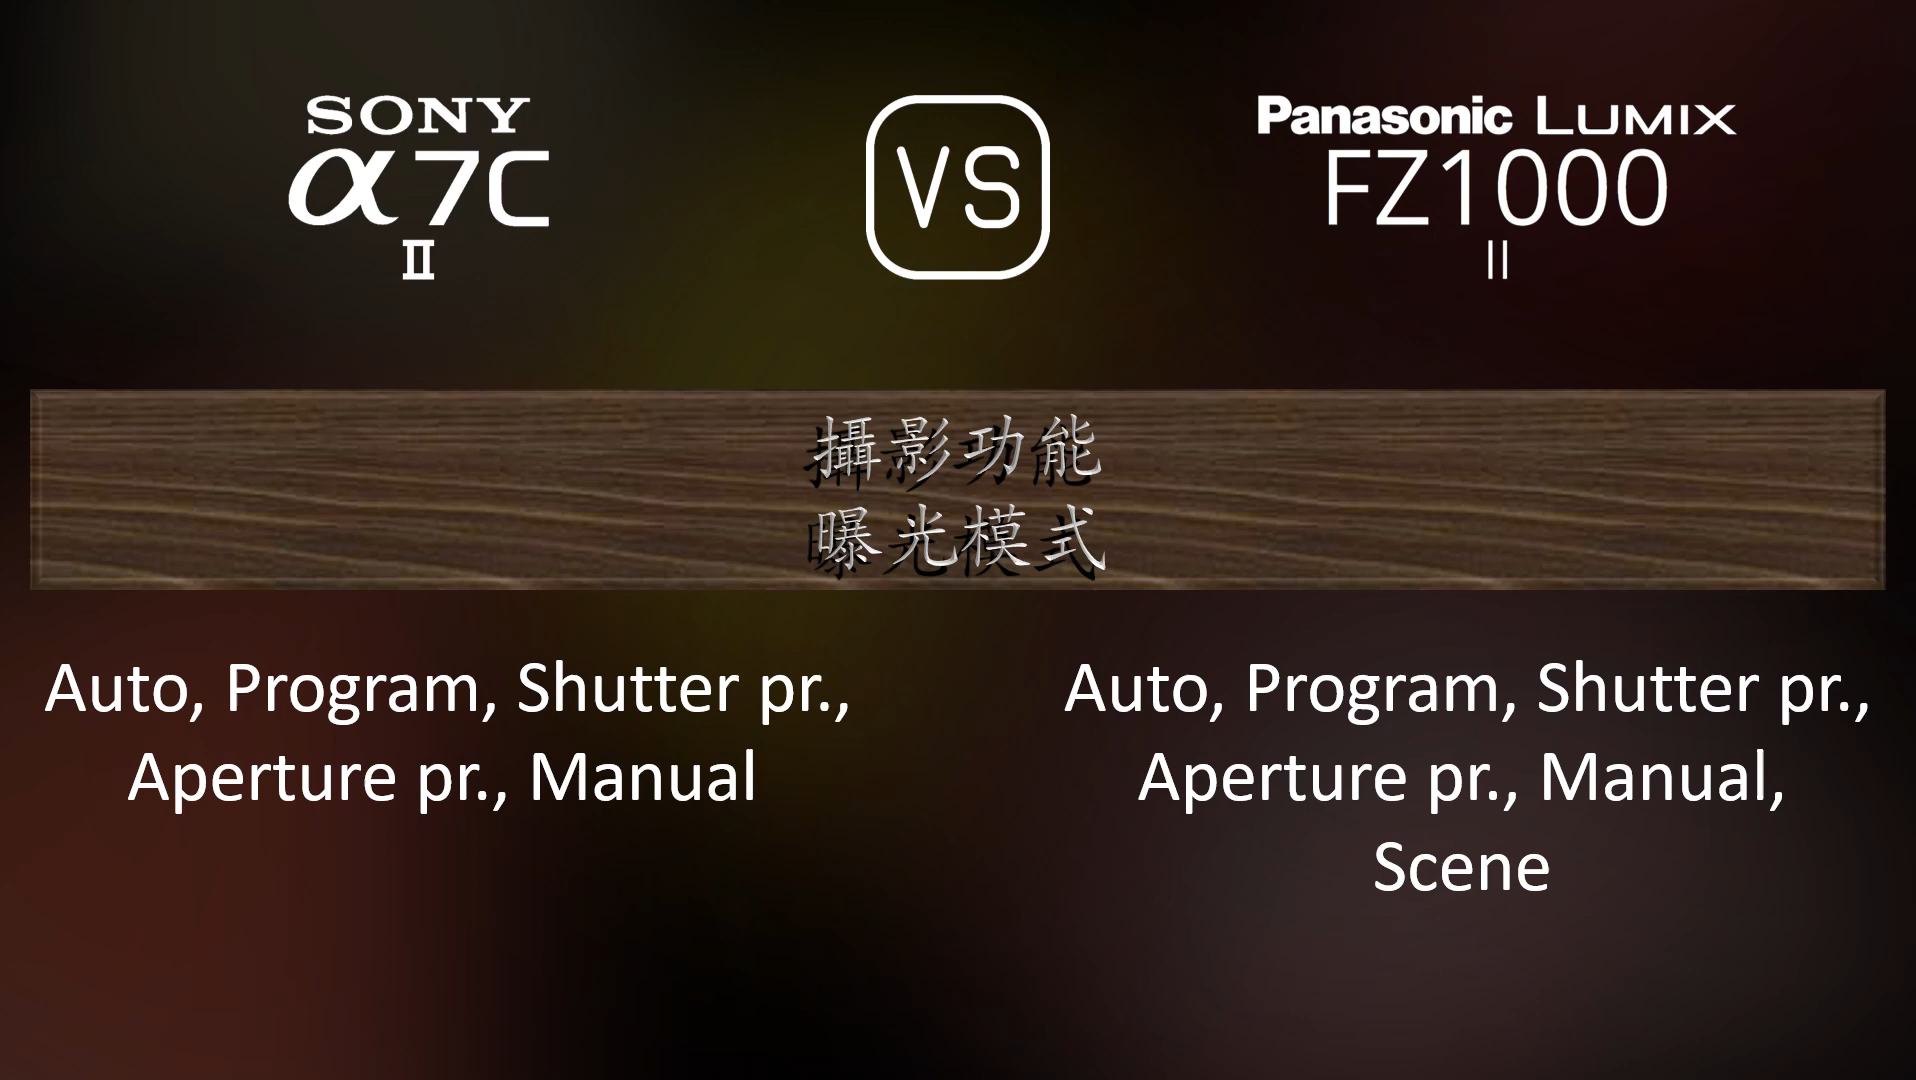 SONY
α7C
II
VS
Panasonic LUMIX
FZ1000
II
攝影功能
曝光模式
Auto, Program, Shutter pr.,
Aperture pr., Manual
Auto, Program, Shutter pr.,
Aperture pr., Manual,
Scene